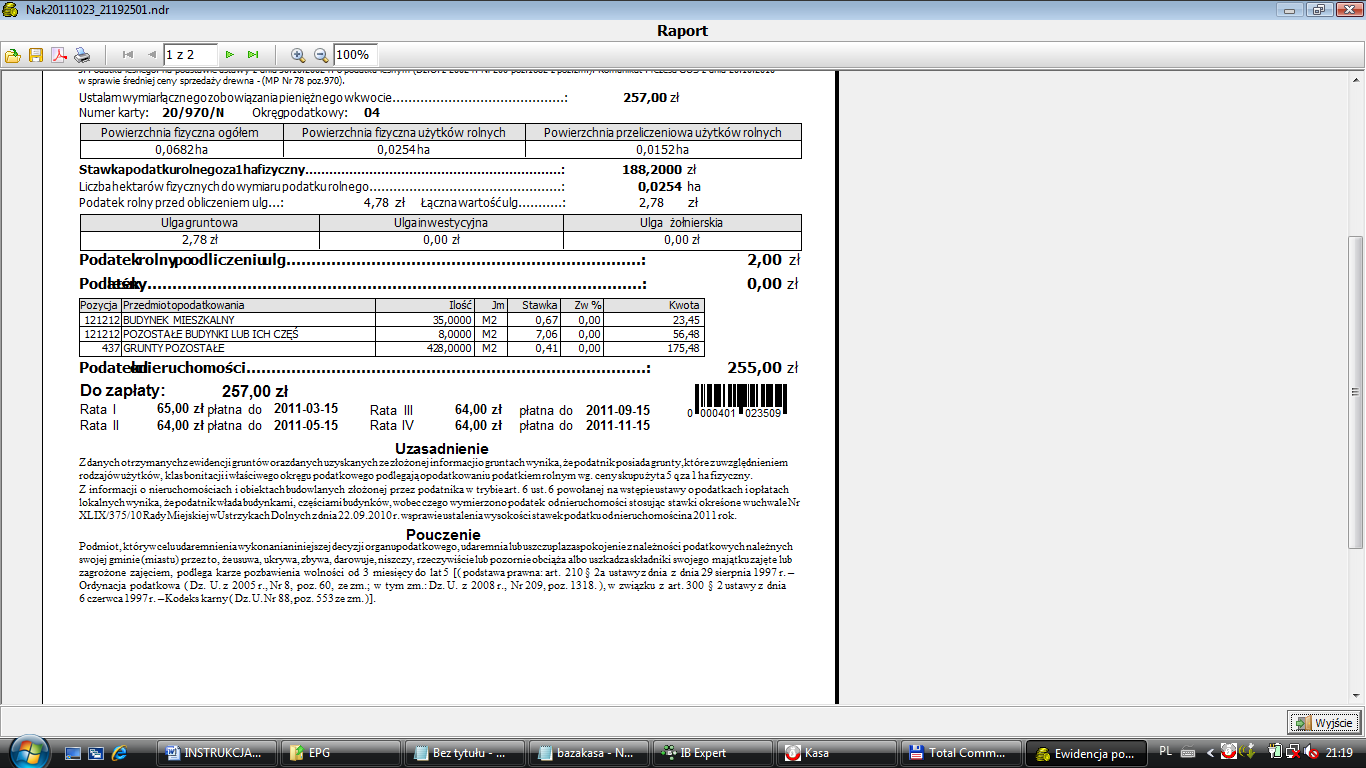 Nak20111023_21192501.ndr
Raport
1 z 2
100%
w sprawie średniej ceny sprzedaży drewna - (MP Nr 78 poz.970).
Ustalam wymiar łącznego zobowiązania pieniężnego w kwocie...........................................: 257,00 zł
Numer karty: 20/970/N Okręg podatkowy: 04
Powierzchnia fizyczna ogółem Powierzchnia fizyczna użytków rolnych Powierzchnia przeliczeniowa użytków rolnych
0,0682 ha 0,0254 ha 0,0152 ha
Stawka podatku rolnego za 1 ha fizyczny................................................................: 188,2000 zł
Liczba hektarów fizycznych do wymiaru podatku rolnego................................................: 0,0254 ha
Podatek rolny przed obliczeniem ulg...: 4,78 zł Łączna wartość ulg...........: 2,78 zł
Ulga gruntowa Ulga inwestycyjna Ulga żołnierskia
2,78 zł 0,00 zł 0,00 zł
Podatek rolny po odliczeniu ulg.................................................................: 2,00 zł
Podatek leśny.........................................................................................: 0,00 zł
Pozycja Przedmiot opodatkowania Ilość Jm Stawka Zw % Kwota
121212 BUDYNEK MIESZKALNY 35,0000 M2 0,67 0,00 23,45
121212 POZOSTAŁE BUDYNKI LUB ICH CZĘŚ 8,0000 M2 7,06 0,00 56,48
437 GRUNTY POZOSTAŁE 428,0000 M2 0,41 0,00 175,48
Podatek od nieruchomości.........................................................................: 255,00 zł
Do zapłaty: 257,00 zł
Rata I 65,00 zł płatna do 2011-03-15 Rata III 64,00 zł płatna do 2011-09-15
Rata II 64,00 zł płatna do 2011-05-15 Rata IV 64,00 zł płatna do 2011-11-15
0 000401 023509
Uzasadnienie
Z danych otrzymanych z ewidencji gruntów oraz danych uzyskanych ze złożonej informacji o gruntach wynika, że podatnik posiada grunty, które z uwzględnieniem
rodzajów użytków, klas bonitacji i właściwego okręgu podatkowego podlegają opodatkowaniu podatkiem rolnym wg. ceny skupu żyta 5 q za 1 ha fizyczny.
Z informacji o nieruchomościach i obiektach budowlanych złożonej przez podatnika w trybie art. 6 ust. 6 powołanej na wstępie ustawy o podatkach i opłatach
lokalnych wynika, że podatnik włada budynkami, częściami budynków, wobec czego wymierzono podatek od nieruchomości stosując stawki określone w uchwale Nr
XLIX/375/10 Rady Miejskiej w Ustrzykach Dolnych z dnia 22.09.2010 r. w sprawie ustalenia wysokości stawek podatku od nieruchomości na 2011 rok.
Pouczenie
Podmiot, który w celu udaremnienia wykonania niniejszej decyzji organu podatkowego, udaremnia lub uszczupla zaspokojenie z należności podatkowych należnych
swojej gminie (miastu) przez to, że usuwa, ukrywa, zbywa, darowuje, niszczy, rzeczywiście lub pozornie obciąża albo uszkadza składniki swojego majątku zajęte lub
zagrożone zajęciem, podlega karze pozbawienia wolności od 3 miesięcy do lat 5 [( podstawa prawna: art. 210 § 2a ustawy z dnia z dnia 29 sierpnia 1997 r. –
Ordynacja podatkowa ( Dz. U. z 2005 r., Nr 8, poz. 60, ze zm.; w tym zm.: Dz. U. z 2008 r., Nr 209, poz. 1318. ), w związku z art. 300 § 2 ustawy z dnia
6 czerwca 1997 r. – Kodeks karny ( Dz. U. Nr 88, poz. 553 ze zm. )].
Wyjście
INSTRUKCJA... EPG Bez tytułu - ... bazakasa - N... IB Expert Kasa Total Comm... Ewidencja po... PL 21:19